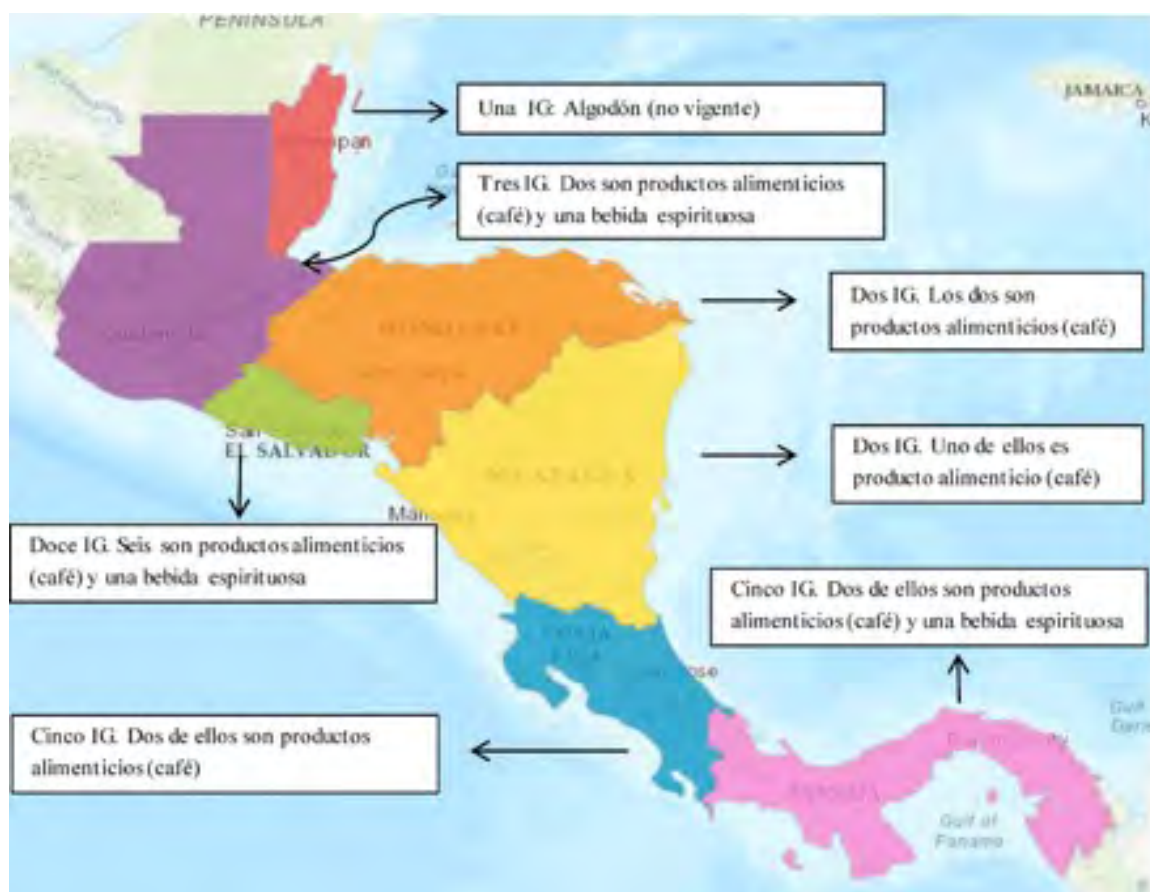 PENINSULA
JAMAICA
Una IG: Algodón (no vigente)
Tres IG. Dos son productos alimenticios
(café) y una bebida espirituosa
Dos IG. Los dos son
productos alimenticios (café)
Dos IG. Uno de ellos es
producto alimenticio (café)
San
EL SALVADOR
Doce IG. Seis son productos alimenticios
(café) y una bebida espirituosa
Cinco IG. Dos de ellos son productos
alimenticios (café) y una bebida espirituosa
Cinco IG. Dos de ellos son productos
alimenticios (café)
Gulf of
Panama